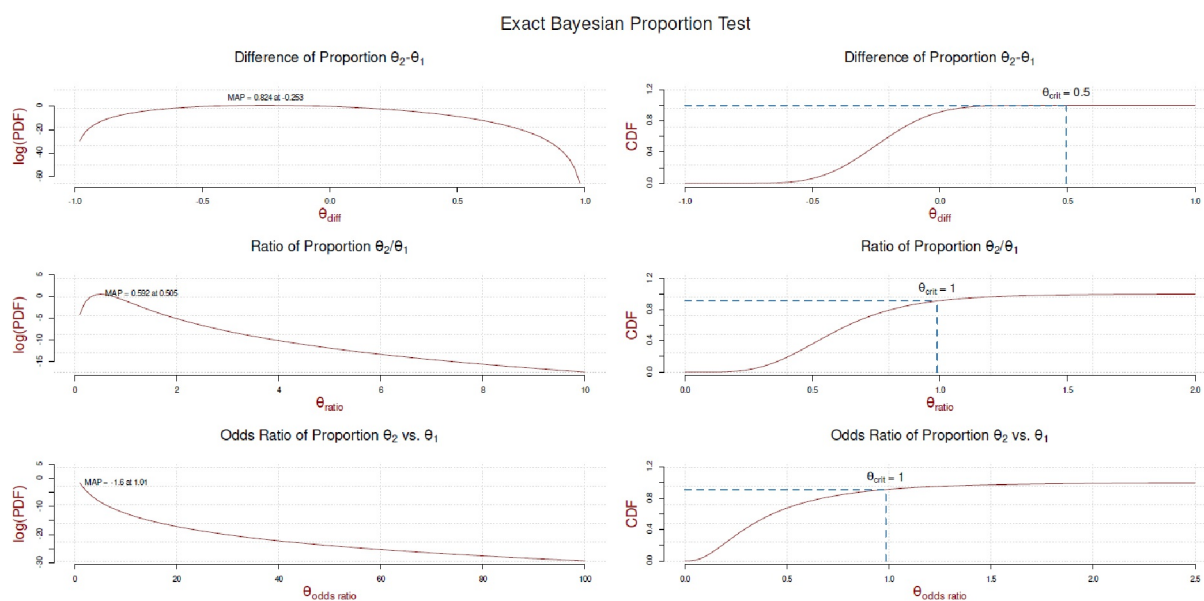 Exact Bayesian Proportion Test
Difference of Proportion θ₂-θ₁
log(PDF)
0
-20
-40
-60
MAP = 0.824 at -0.253
-1.0 -0.5 0.0 0.5 1.0
θdiff
Difference of Proportion θ₂-θ₁
CDF
1.2
0.8
0.4
0.0
θcrit = 0.5
-1.0 -0.5 0.0 0.5 1.0
θdiff
Ratio of Proportion θ₂/θ₁
log(PDF)
5
0
-5
-10
-15
MAP = 0.592 at 0.505
0 2 4 6 8 10
θratio
Ratio of Proportion θ₂/θ₁
CDF
1.2
0.8
0.4
0.0
θcrit = 1
0.0 0.5 1.0 1.5 2.0
θratio
Odds Ratio of Proportion θ₂ vs. θ₁
log(PDF)
5
0
-10
-20
-30
MAP = -1.6 at 1.01
0 20 40 60 80 100
θodds ratio
Odds Ratio of Proportion θ₂ vs. θ₁
CDF
1.2
0.8
0.4
0.0
θcrit = 1
0.0 0.5 1.0 1.5 2.0 2.5
θodds ratio